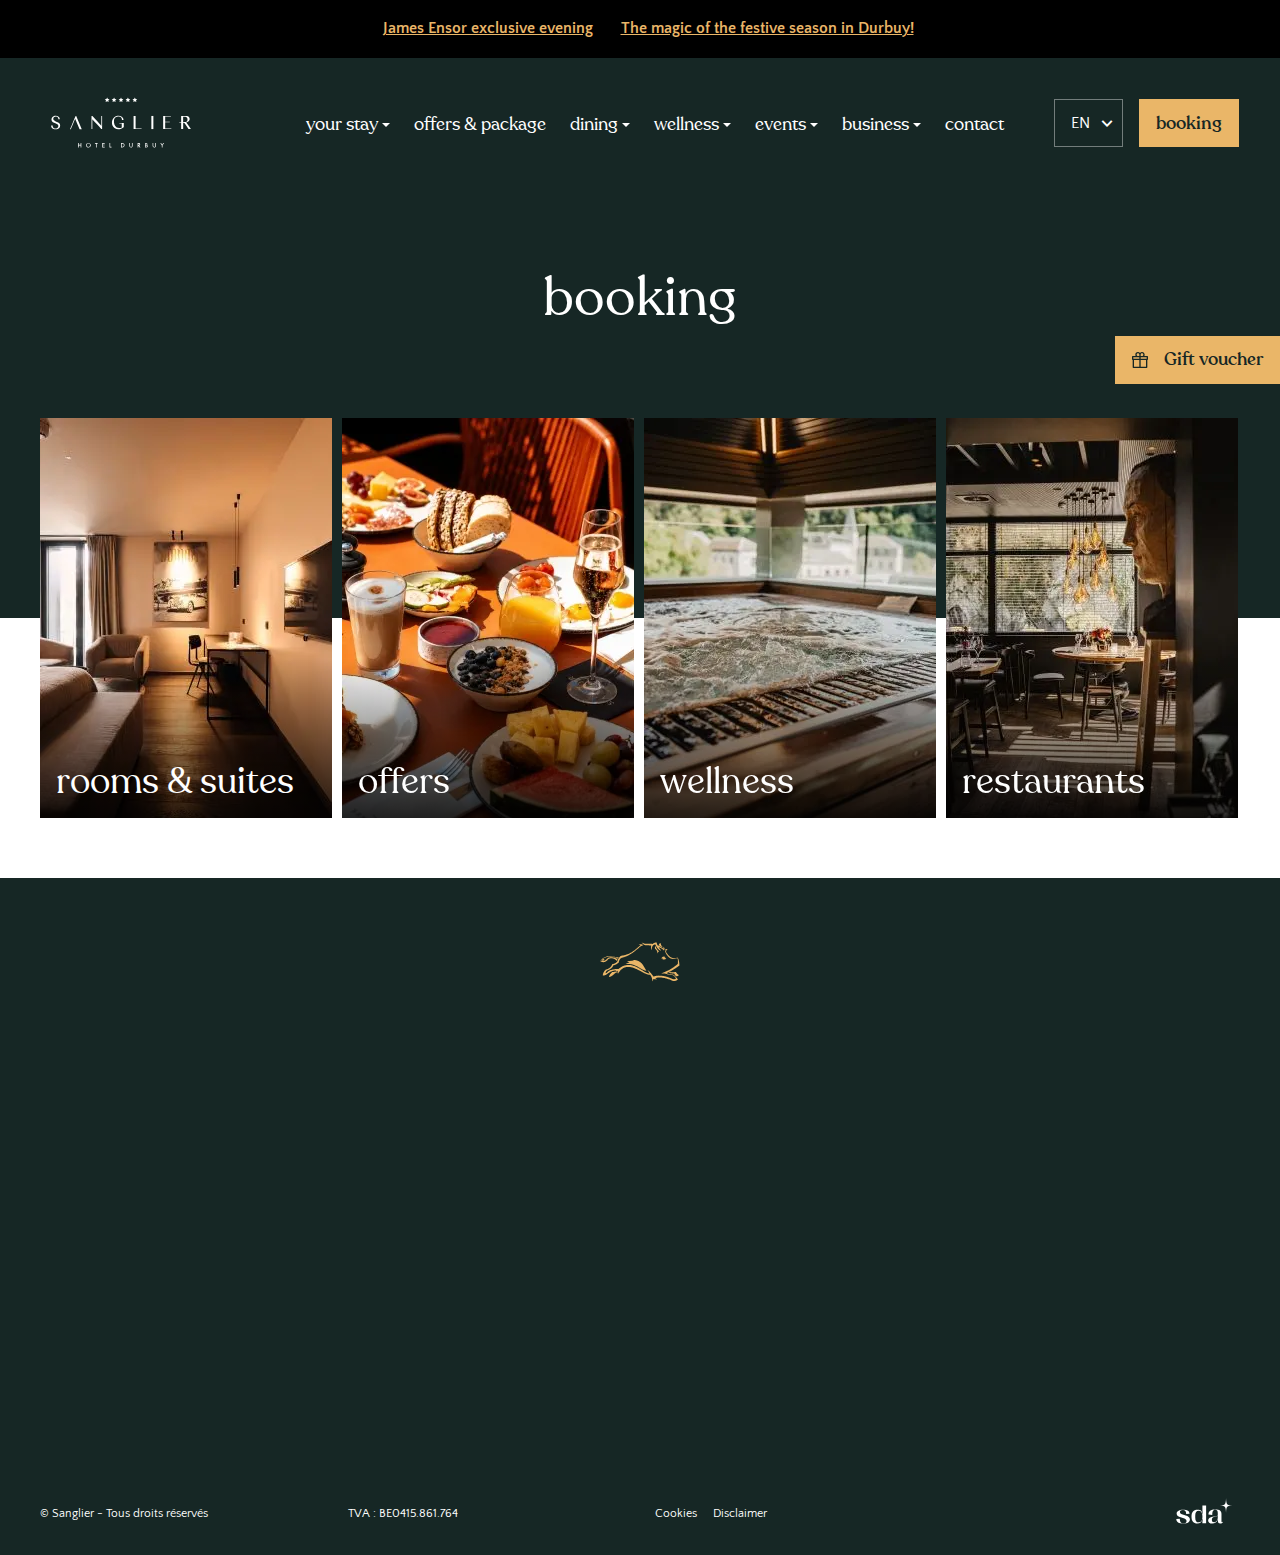 James Ensor exclusive evening The magic of the festive season in Durbuy!
SANGLIER
HOTEL DURBUY
your stay offers & package dining wellness events business contact
EN
booking
booking
Gift voucher
rooms & suites
offers
wellness
restaurants
© Sanglier - Tous droits réservés
TVA : BE0415.861.764
Cookies Disclaimer
sda